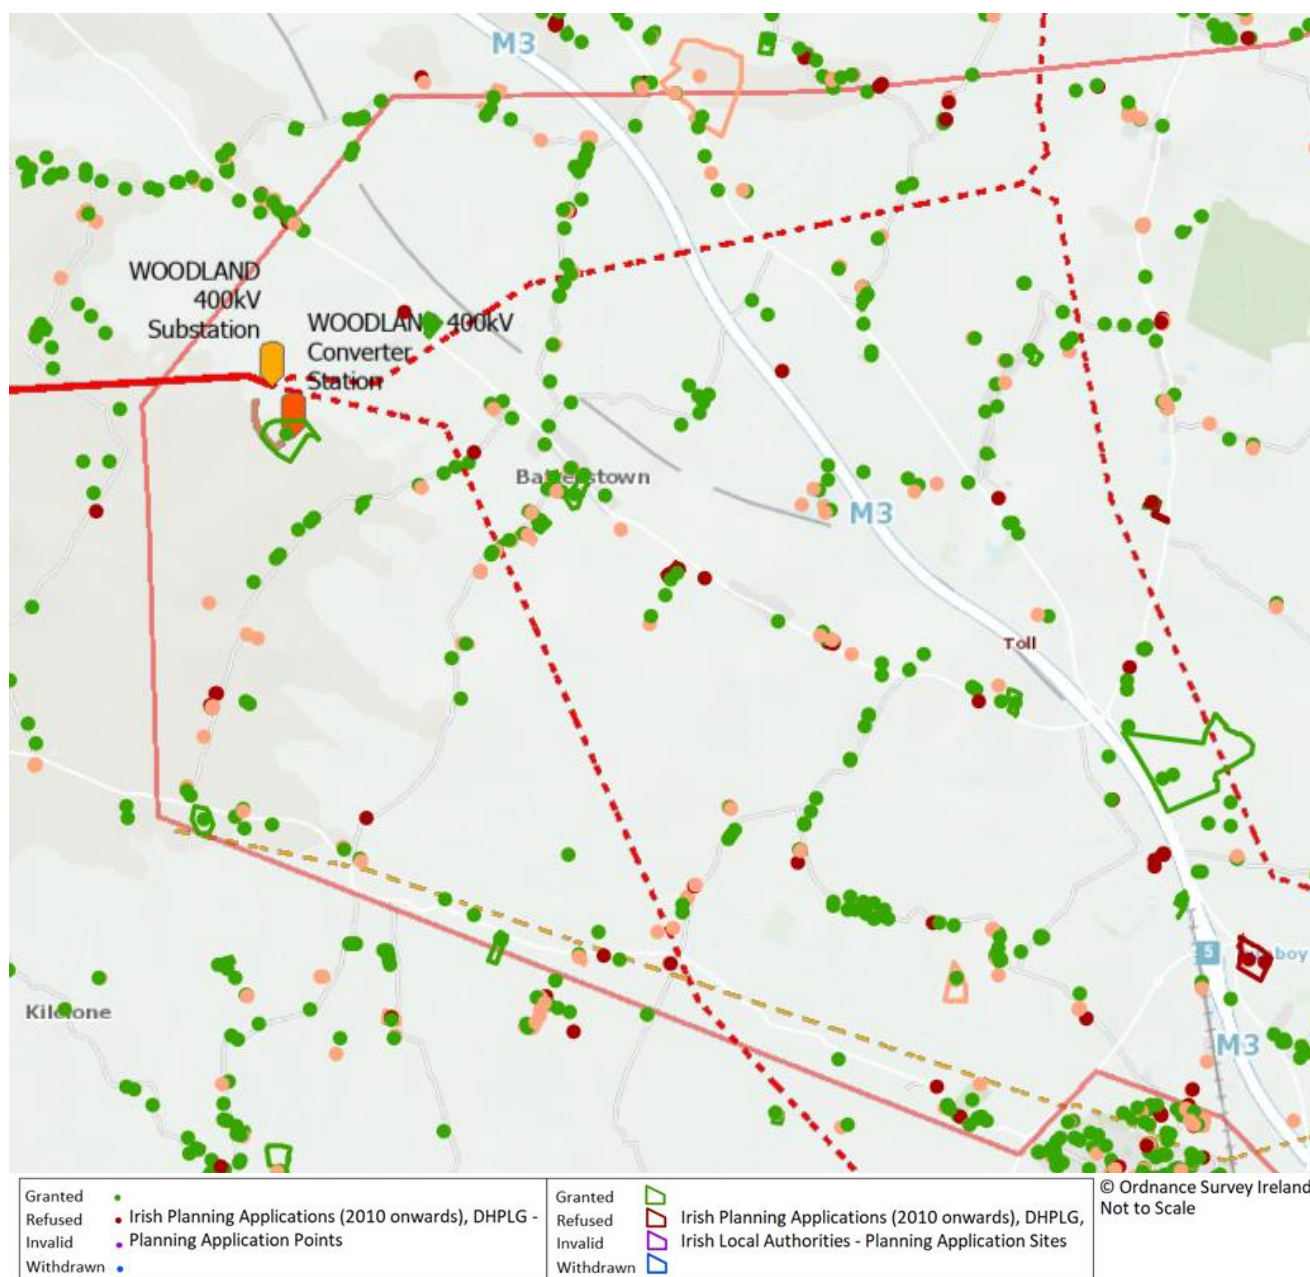 M3
WOODLAND
400kV
Substation
400kV
Converter
Station
M3
Toll
5
M3
Granted
Refused
Invalid
Withdrawn
Irish Planning Applications (2010 onwards), DHPLG -
Planning Application Points
Granted
Refused
Invalid
Withdrawn
Irish Planning Applications (2010 onwards), DHPLG,
Irish Local Authorities - Planning Application Sites
© Ordnance Survey Ireland
Not to Scale